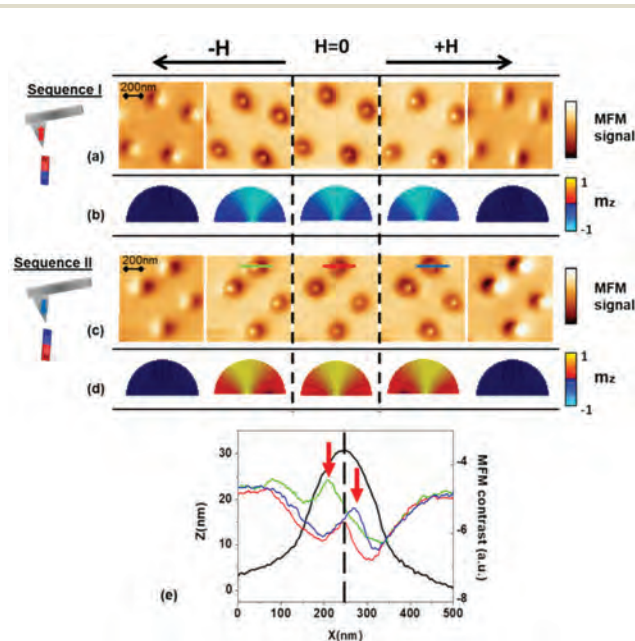 -H H=0 +H
Sequence I
200nm
(a)
MFM
signal
(b)
1
mz
-1
Sequence II
200nm
(c)
MFM
signal
(d)
1
mz
-1
(e)
30
20
10
0
Z(nm)
0 100 200 300 400 500
X(nm)
-4
-6
-7
-8
MFM contrast (a.u.)